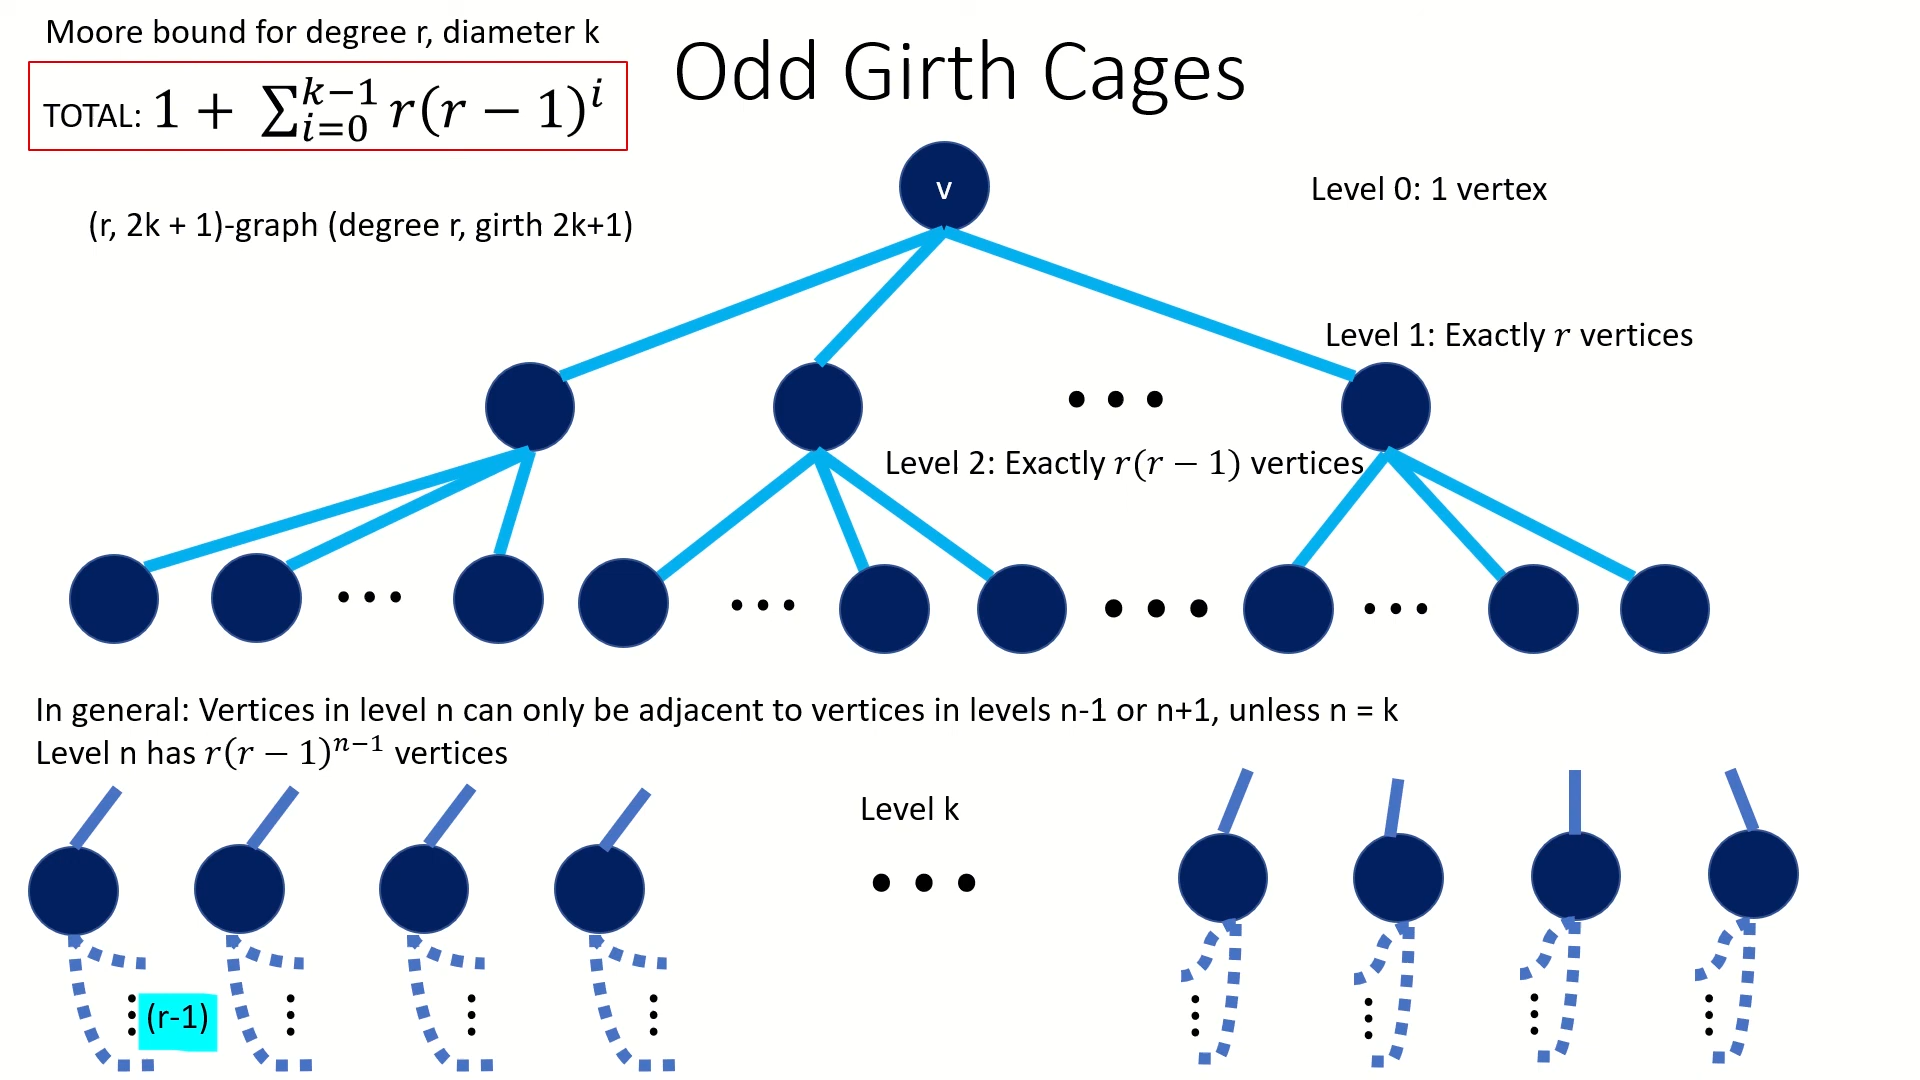 Moore bound for degree r, diameter k
Odd Girth Cages
TOTAL: $1 + \sum_{i=0}^{k-1} r(r-1)^i$
v
Level 0: 1 vertex
(r, 2k + 1)-graph (degree r, girth 2k+1)
Level 1: Exactly $r$ vertices
Level 2: Exactly $r(r-1)$ vertices
In general: Vertices in level n can only be adjacent to vertices in levels n-1 or n+1, unless n = k
Level n has $r(r-1)^{n-1}$ vertices
Level k
(r-1)